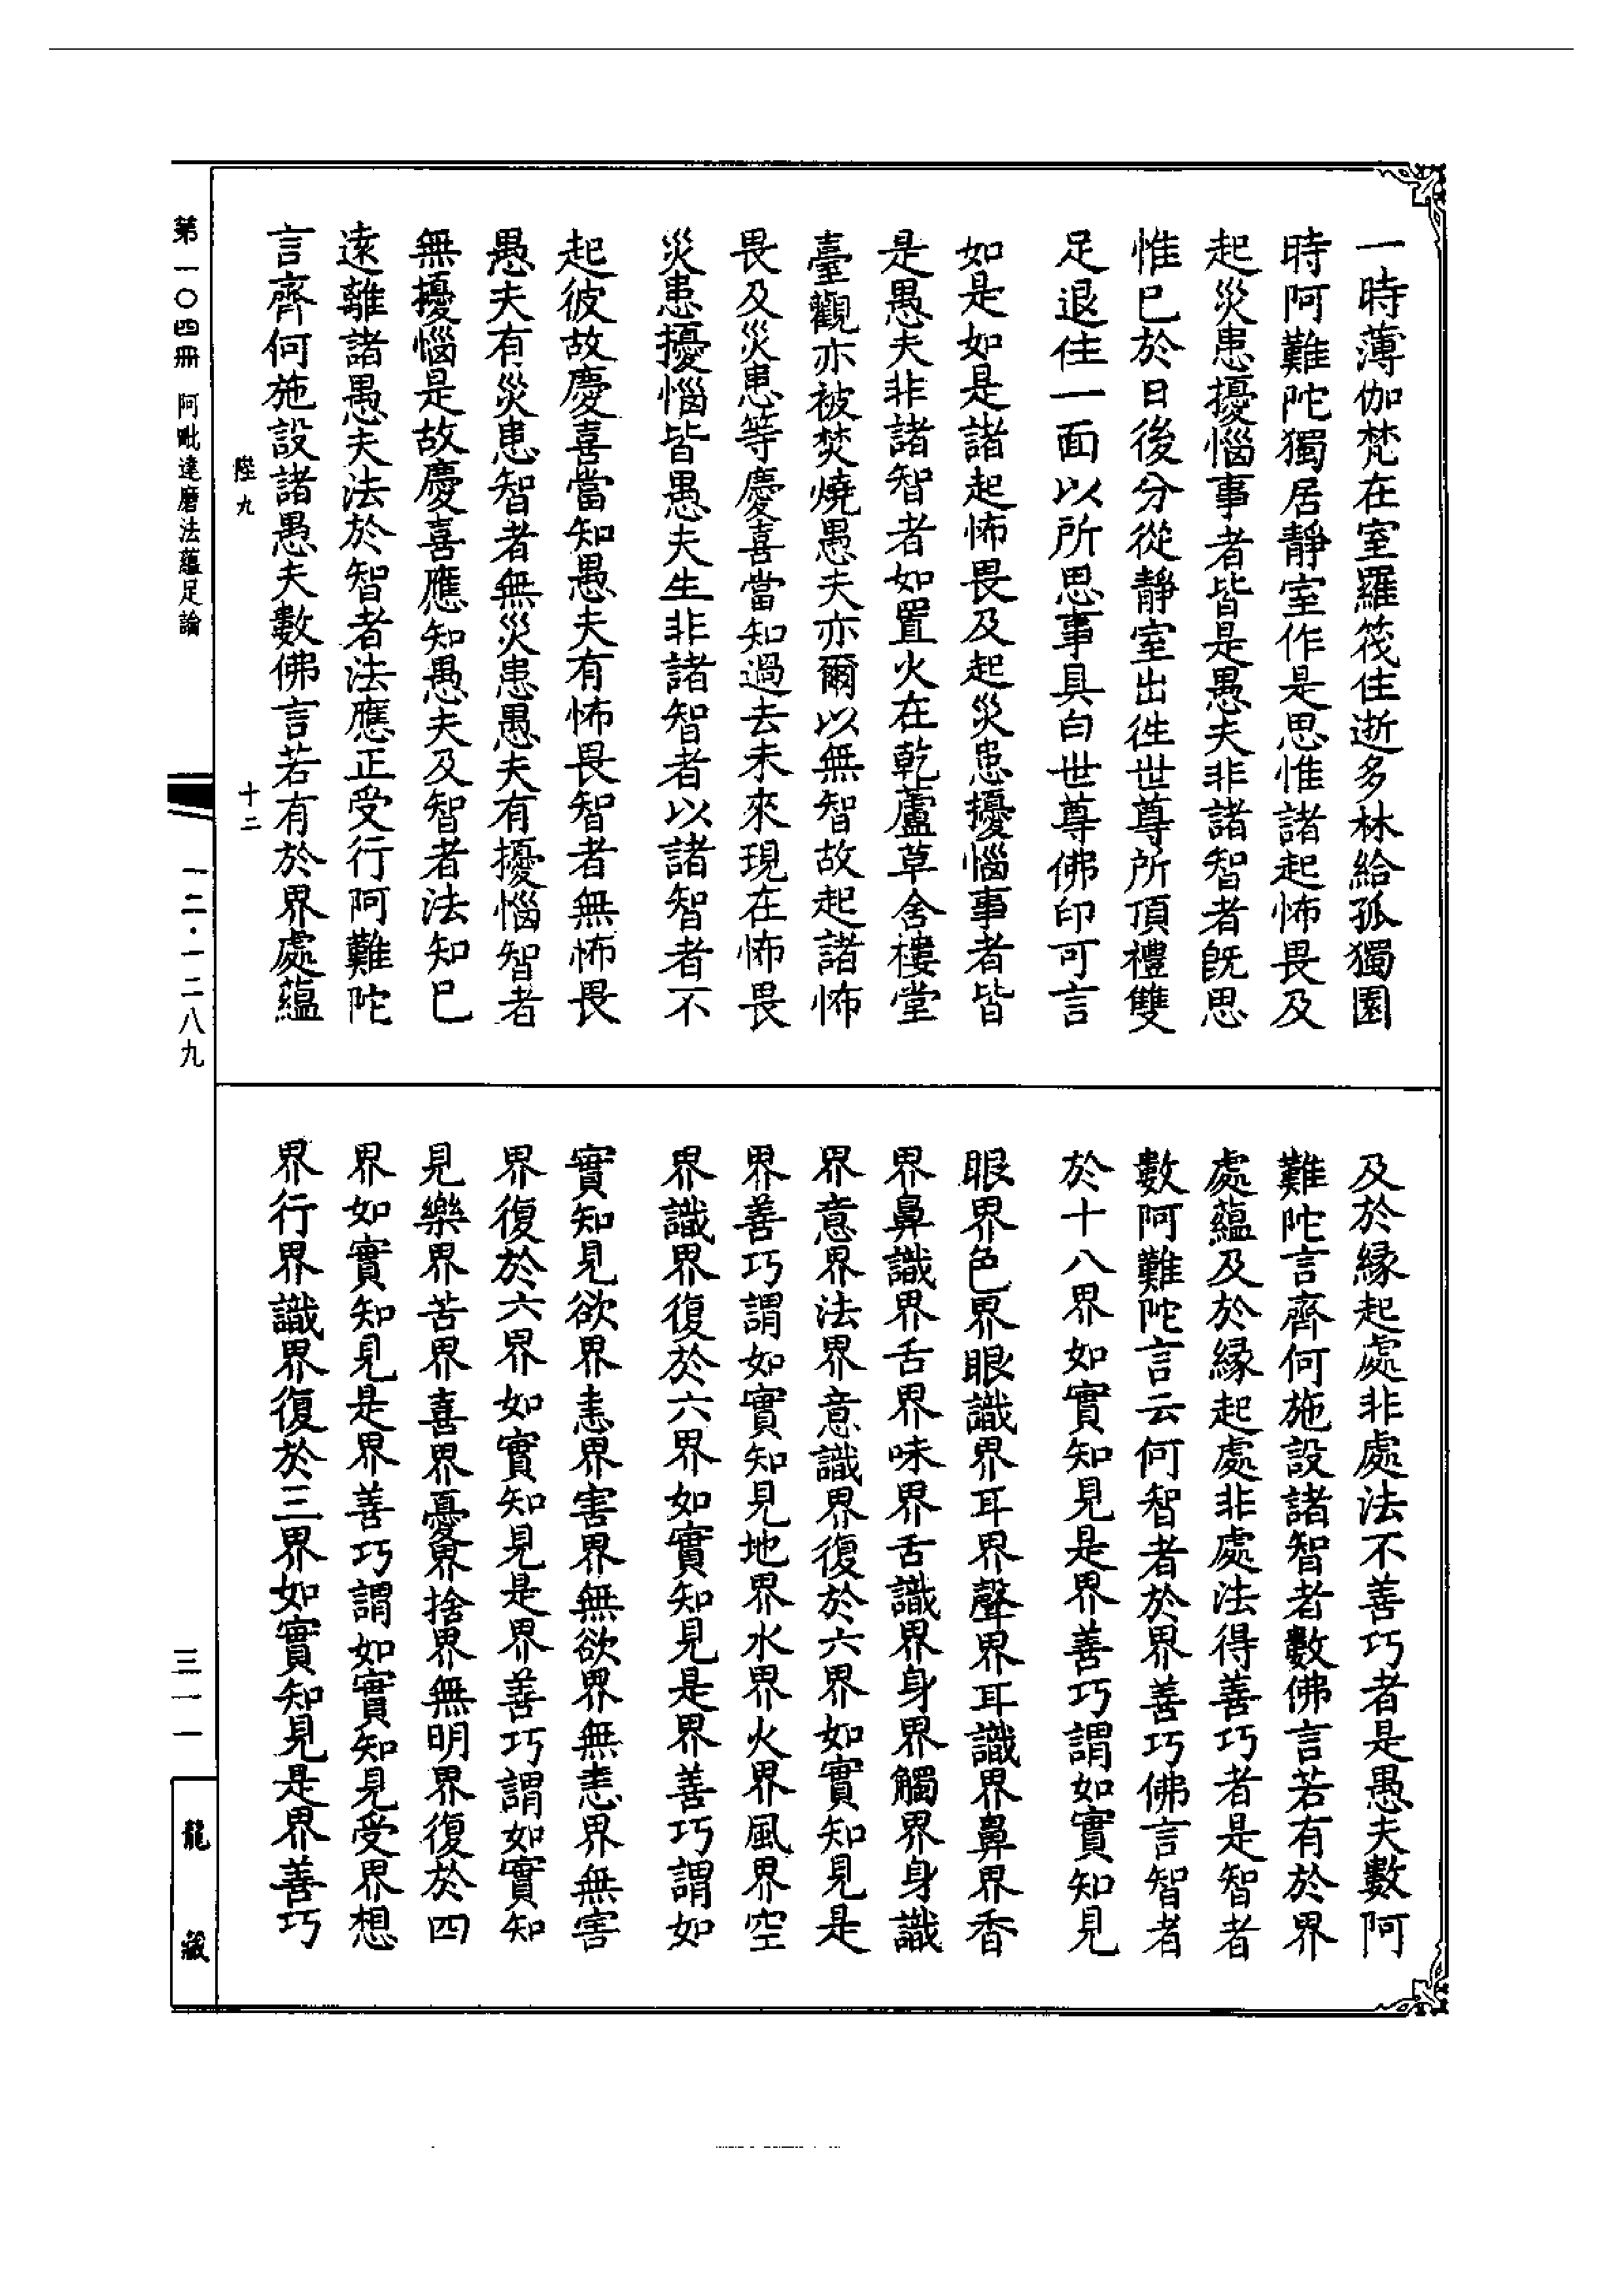 一時薄伽梵在室羅筏住逝多林給孤獨園
時阿難陀獨居靜室作是思惟諸起怖畏及
起災患擾惱事者皆是愚夫非諸智者旣思
惟已於日後分從靜室出徃世尊所頂禮雙
足退住一面以所思事具白世尊佛印可言
如是如是諸起怖畏及起災患擾惱事者皆
是愚夫非諸智者如置火在乾蘆草舍樓堂
臺觀亦被焚燒愚夫亦爾以無智故起諸怖
畏及災患等慶喜當知過去未來現在怖畏
災患擾惱皆愚夫生非諸智者以諸智者不
起彼故慶喜當知愚夫有怖畏智者無怖畏
愚夫有災患智者無災患愚夫有擾惱智者
無擾惱是故慶喜應知愚夫及智者法知已
遠離諸愚夫法於智者法應正受行阿難陀
言齊何施設諸愚夫數佛言若有於界處蘊
陛九
十二
及於緣起處非處法不善巧者是愚夫數阿
難陀言齊何施設諸智者數佛言若有於界
處蘊及於緣起處非處法得善巧者是智者
數阿難陀言云何智者於界善巧佛言智者
於十八界如實知見是界善巧謂如實知見
眼界色界眼識界耳界聲界耳識界鼻界香
界鼻識界舌界味界舌識界身界觸界身識
界意界法界意識界復於六界如實知見是
界善巧謂如實知見地界水界火界風界空
界識界復於六界如實知見是界善巧謂如
實知見欲界恚界害界無欲界無恚界無害
界復於六界如實知見是界善巧謂如實知
見樂界苦界喜界憂界捨界無明界復於四
界如實知見是界善巧謂如實知見受界想
界行界識界復於三界如實知見是界善巧
第一〇四冊 阿毗達磨法蘊足論
一二·一二八九
三一一
龍藏